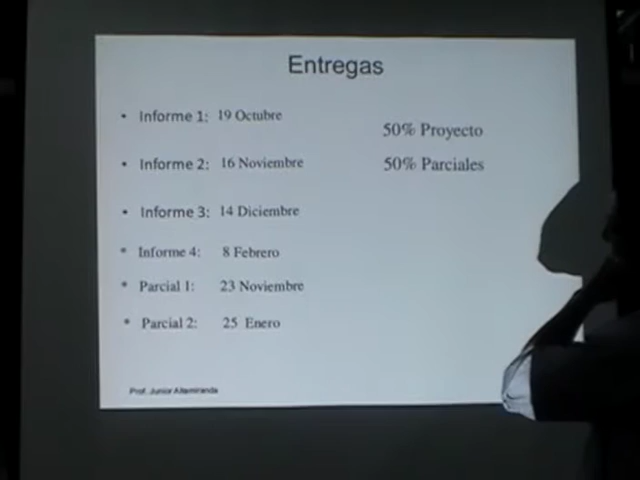 Entregas
• Informe 1: 19 Octubre
• Informe 2: 16 Noviembre
• Informe 3: 14 Diciembre
• Informe 4: 8 Febrero
• Parcial 1: 23 Noviembre
• Parcial 2: 25 Enero
50% Proyecto
50% Parciales
Prof. Junior Altamiranda